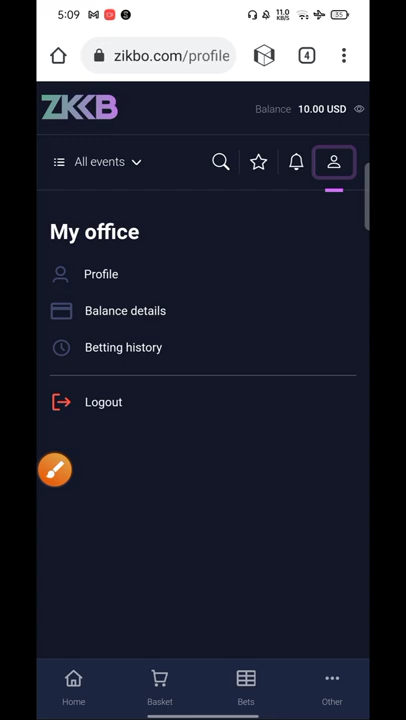 5:09 11.0 KB/S 35
zikbo.com/profile 4
ZKKB
Balance 10.00 USD
All events
My office
Profile
Balance details
Betting history
Logout
Home Basket Bets Other